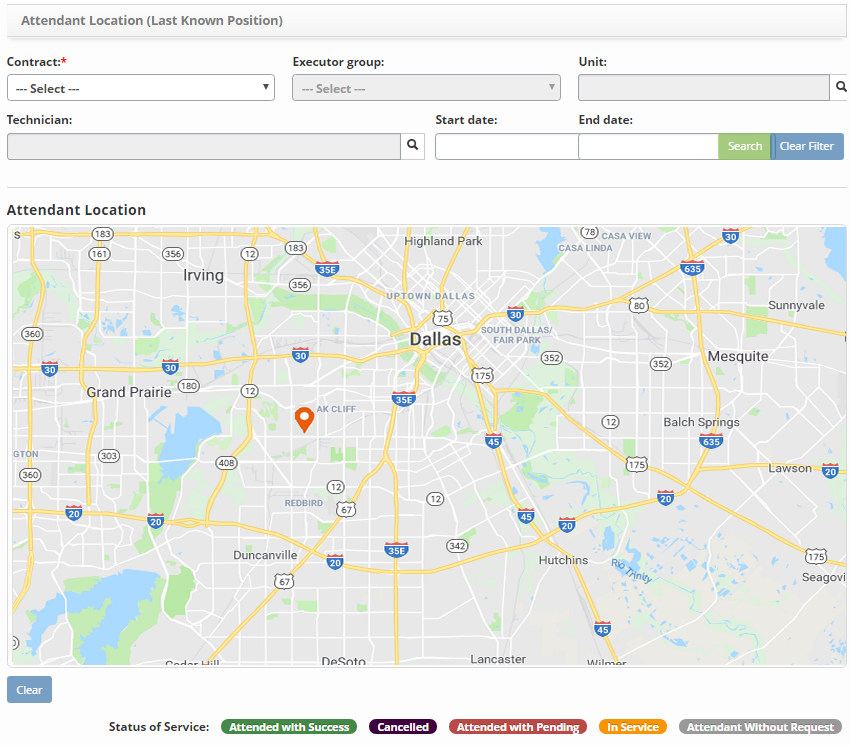 Attendant Location (Last Known Position)
Contract:*
Executor group:
Unit:
--- Select ---
--- Select ---
Technician:
Start date:
End date:
Search
Clear Filter
Attendant Location
S
183
161
356
12
183
35E
356
Highland Park
78
CASA VIEW
CASA LINDA
30
635
Irving
UPTOWN DALLAS
75
30
80
Sunnyvale
360
SOUTH DALLAS/
FAIR PARK
Dallas
30
30
30
352
352
Mesquite
Grand Prairie
180
12
175
35E
AK CLIFF
12
Balch Springs
45
635
GTON
303
408
175
Lawson
20
360
12
12
20
REDBIRD
67
20
20
45
20
Duncanville
35E
342
20
Hutchins
175
67
Rio Trinity
Seagovi
45
Cedar Hill
DeSoto
Lancaster
Wilmer
Clear
Status of Service:
Attended with Success
Cancelled
Attended with Pending
In Service
Attendant Without Request